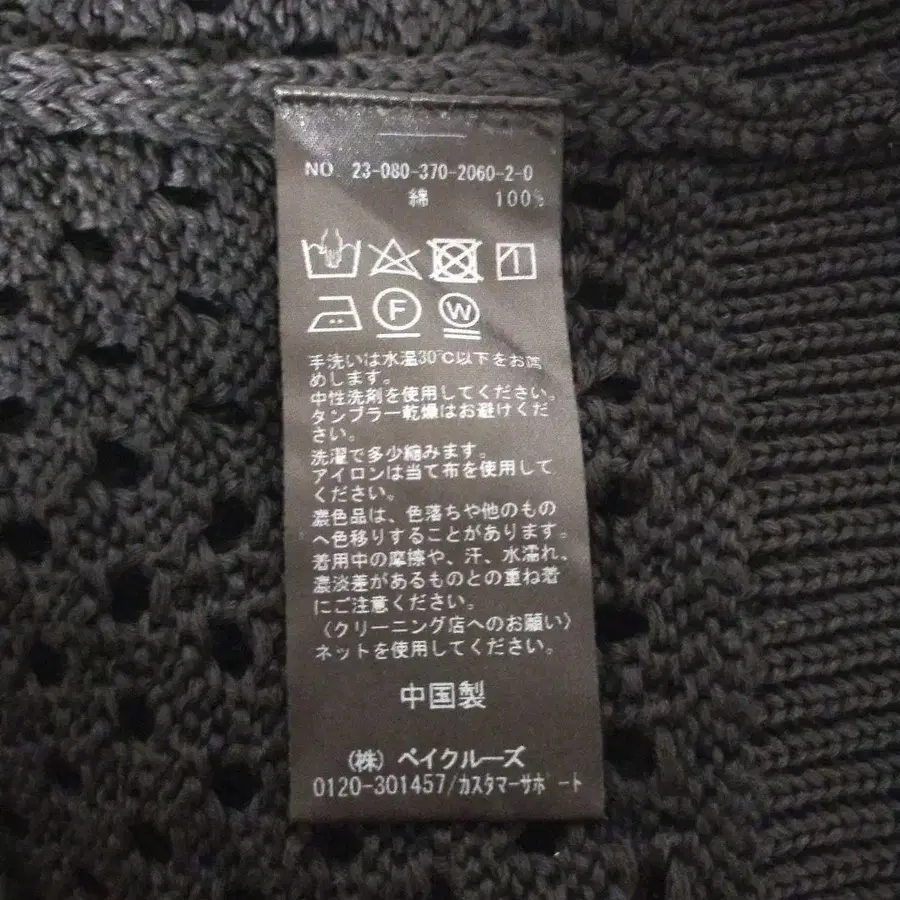 NO. 23-080-370-2060-2-0
綿 100%
F W
手洗いは水温30℃以下をお薦
めします。
中性洗剤を使用してください。
タンブラー乾燥はお避けくだ
さい。
洗濯で多少縮みます。
アイロンは当て布を使用して
ください。
濃色品は、色落ちや他のもの
へ色移りすることがあります。
着用中の摩擦や、汗、水濡れ、
濃淡差があるものとの重ね着
にご注意ください。
〈クリーニング店へのお願い〉
ネットを使用してください。
中国製
(株) ベイクルーズ
0120-301457/カスタマーサポート